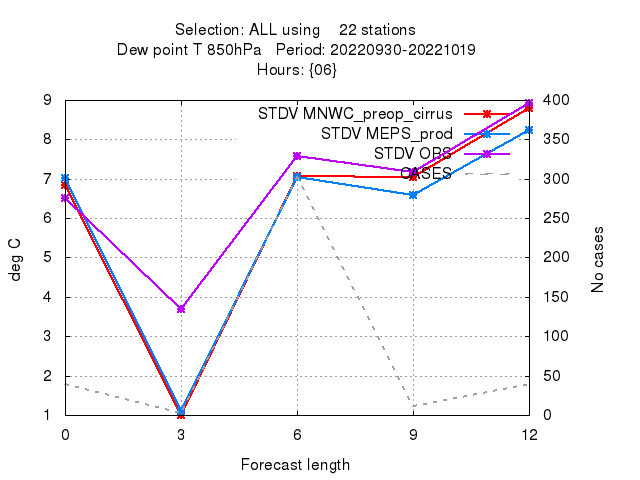 Selection: ALL using 22 stations
Dew point T 850hPa Period: 20220930-20221019
Hours: {06}
STDV MNWC_preop_cirrus
STDV MEPS_prod
STDV OBS
CASES
deg C
No cases
9
8
7
6
5
4
3
2
1
400
350
300
250
200
150
100
50
0
0 3 6 9 12
Forecast length